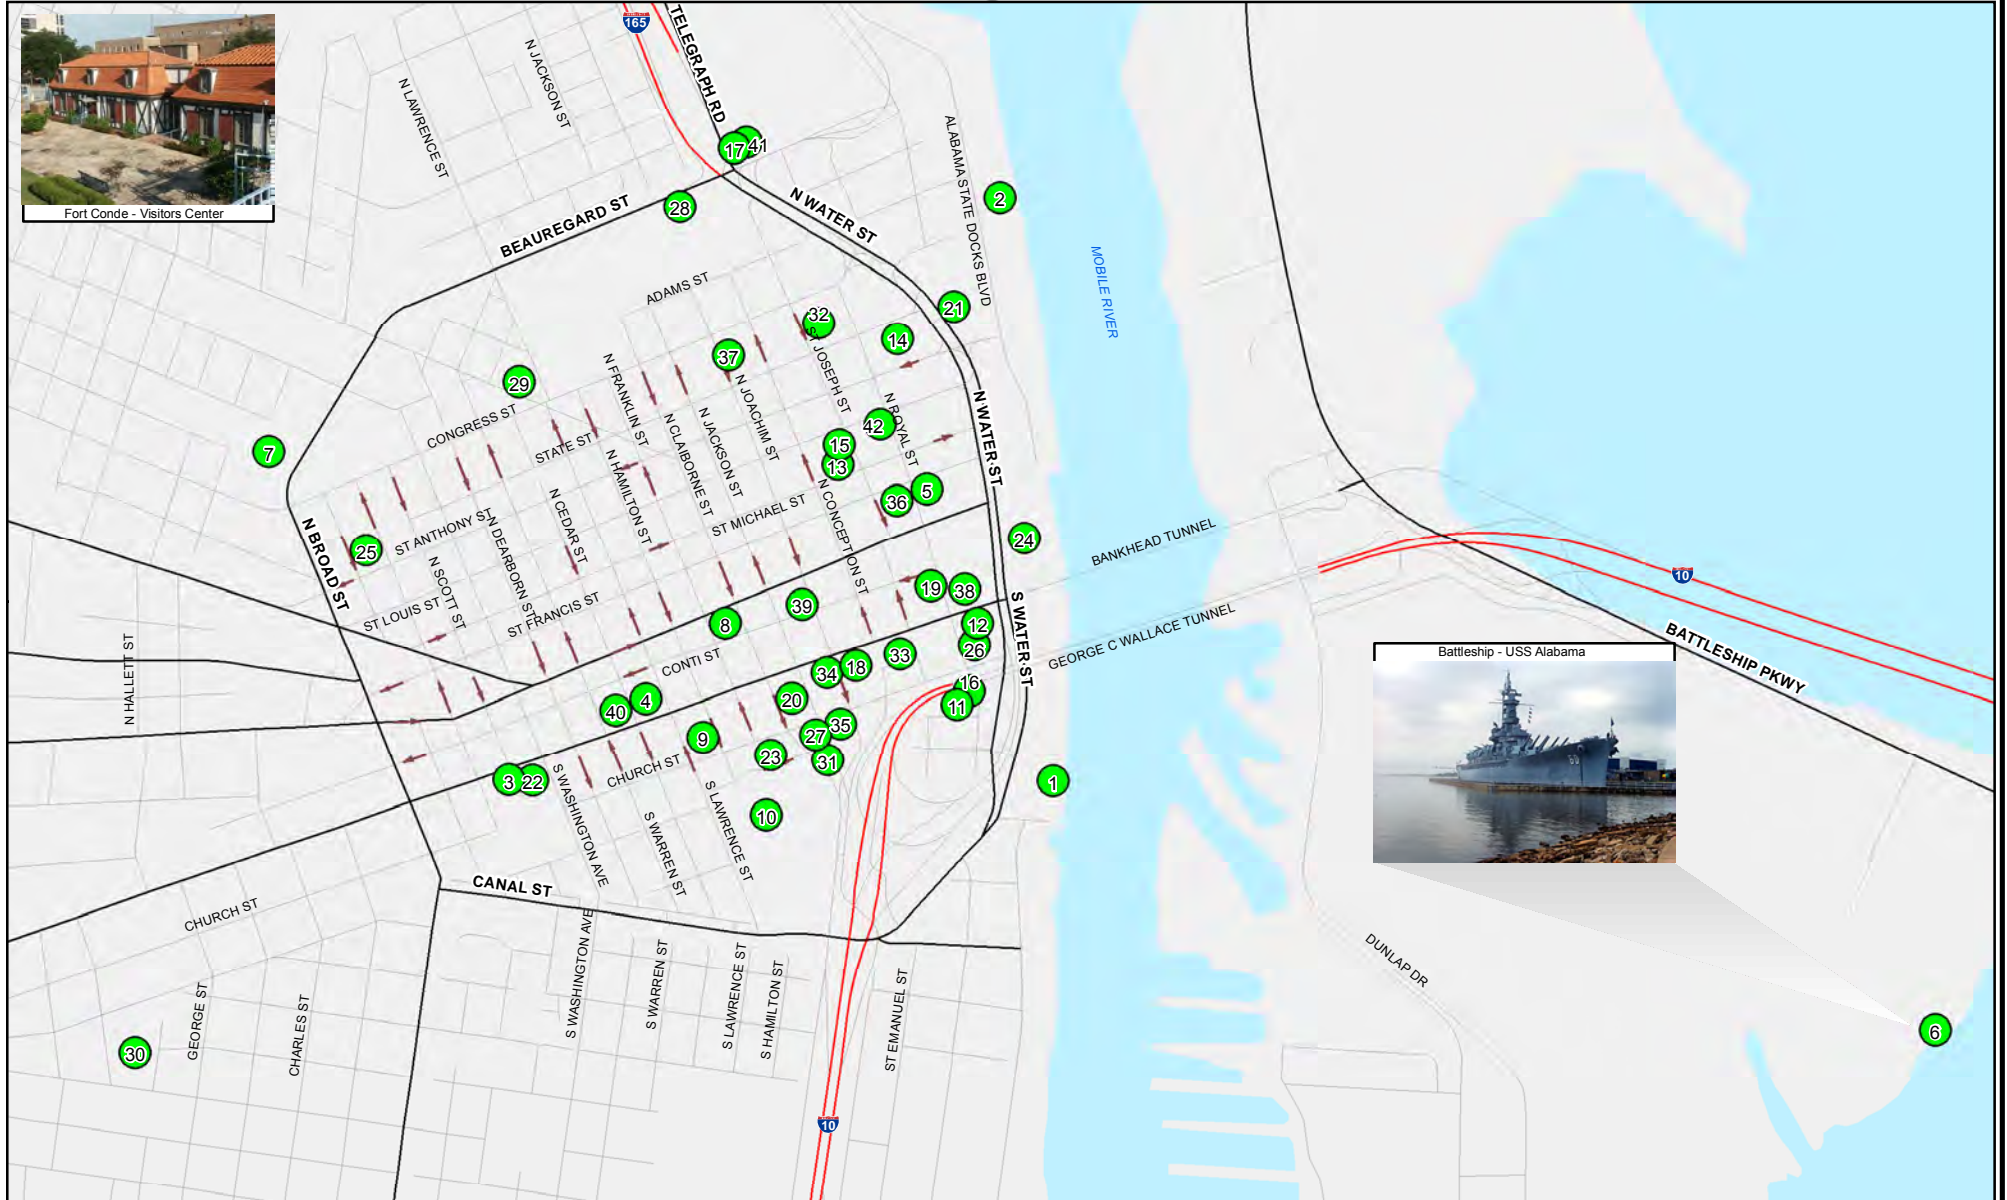 165
TELEGRAPH RD
N JACKSON ST
N LAWRENCE ST
ALABAMA STATE DOCKS BLVD
17
41
2
28
Fort Conde - Visitors Center
BEAUREGARD ST
N WATER ST
MOBILE RIVER
ADAMS ST
21
32
14
37
ST JOSEPH ST
29
N FRANKLIN ST
N JOACHIM ST
CONGRESS ST
N CLAIBORNE ST
N JACKSON ST
N ROYAL ST
N WATER ST
42
7
STATE ST
15
13
N HAMILTON ST
N CEDAR ST
5
36
ST MICHAEL ST
N CONCEPTION ST
N BROAD ST
25
ST ANTHONY ST
N DEARBORN ST
24
BANKHEAD TUNNEL
N SCOTT ST
10
19
38
39
ST LOUIS ST
ST FRANCIS ST
8
12
S WATER ST
GEORGE C WALLACE TUNNEL
26
33
N HALLETT ST
CONTI ST
34
18
BATTLESHIP PKWY
Battleship - USS Alabama
20
16
11
40
4
35
27
9
23
31
CHURCH ST
3
22
1
S WASHINGTON AVE
S WARREN ST
S LAWRENCE ST
10
CANAL ST
CHURCH ST
S WASHINGTON AVE
S WARREN ST
S LAWRENCE ST
S HAMILTON ST
ST EMANUEL ST
DUNLAP DR
GEORGE ST
CHARLES ST
30
6
10